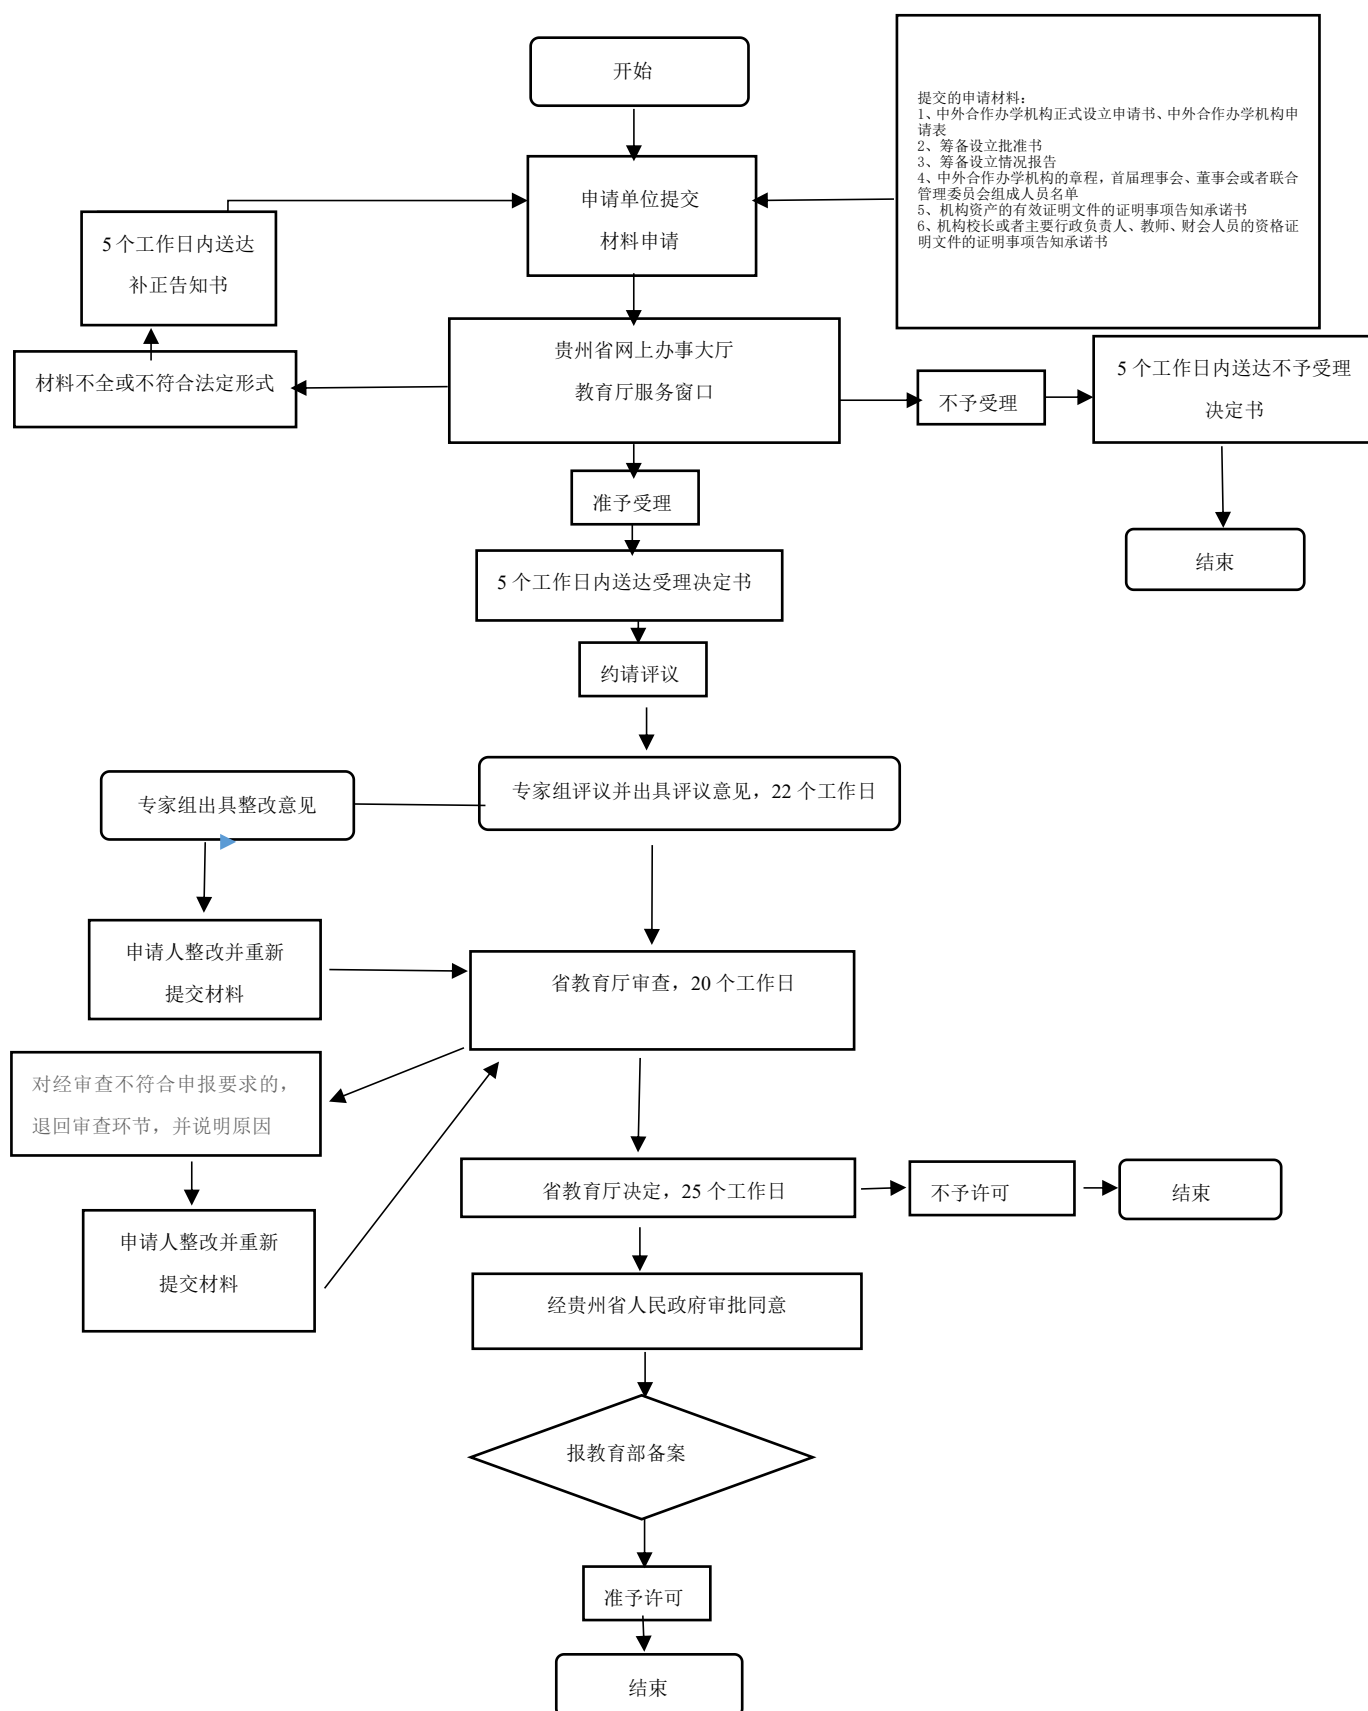 开始
提交的申请材料：
1、中外合作办学机构正式设立申请书、中外合作办学机构申
请表
2、筹备设立批准书
3、筹备设立情况报告
4、中外合作办学机构的章程，首届理事会、董事会或者联合
管理委员会组成人员名单
5、机构资产的有效证明文件的证明事项告知承诺书
6、机构校长或者主要行政负责人、教师、财会人员的资格证
明文件的证明事项告知承诺书
申请单位提交
材料申请
5 个工作日内送达
补正告知书
贵州省网上办事大厅
教育厅服务窗口
材料不全或不符合法定形式
不予受理
5 个工作日内送达不予受理
决定书
准予受理
结束
5 个工作日内送达受理决定书
约请评议
专家组评议并出具评议意见，22 个工作日
专家组出具整改意见
申请人整改并重新
提交材料
省教育厅审查，20 个工作日
对经审查不符合申报要求的，
退回审查环节，并说明原因
省教育厅决定，25 个工作日
不予许可
结束
申请人整改并重新
提交材料
经贵州省人民政府审批同意
报教育部备案
准予许可
结束